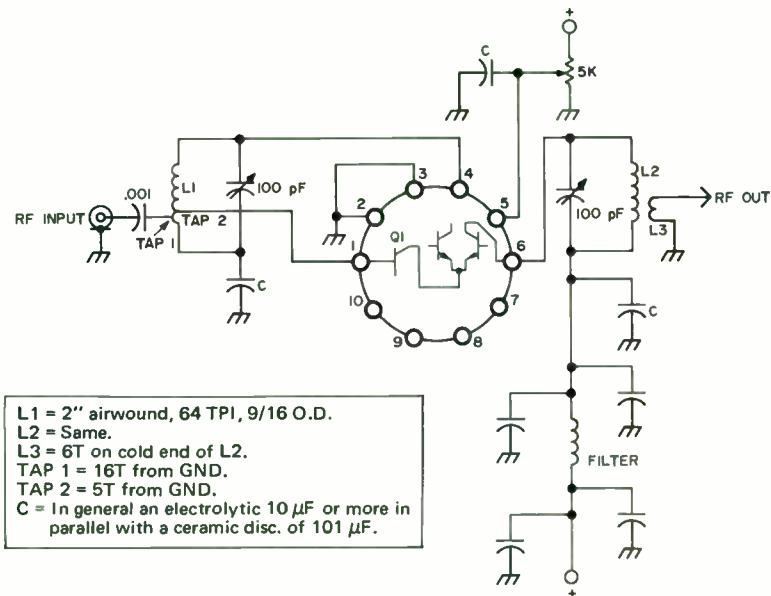 +
C
5K
L1
100 pF
.001
RF INPUT
TAP 1
TAP 2
C
3
4
2
5
1
Q1
6
10
7
9
8
L2
100 pF
RF OUT
L3
C
FILTER
+
L1 = 2" airwound, 64 TPI, 9/16 O.D.
L2 = Same.
L3 = 6T on cold end of L2.
TAP 1 = 16T from GND.
TAP 2 = 5T from GND.
C = In general an electrolytic 10 µF or more in
parallel with a ceramic disc. of 101 µF.